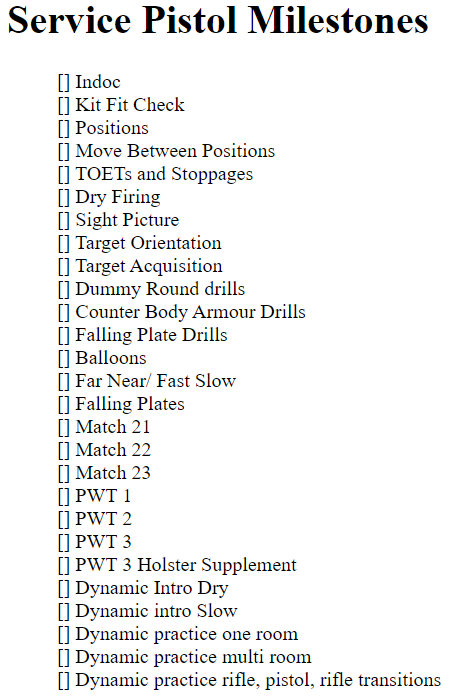 Service Pistol Milestones
[] Indoc
[] Kit Fit Check
[] Positions
[] Move Between Positions
[] TOETs and Stoppages
[] Dry Firing
[] Sight Picture
[] Target Orientation
[] Target Acquisition
[] Dummy Round drills
[] Counter Body Armour Drills
[] Falling Plate Drills
[] Balloons
[] Far Near/ Fast Slow
[] Falling Plates
[] Match 21
[] Match 22
[] Match 23
[] PWT 1
[] PWT 2
[] PWT 3
[] PWT 3 Holster Supplement
[] Dynamic Intro Dry
[] Dynamic intro Slow
[] Dynamic practice one room
[] Dynamic practice multi room
[] Dynamic practice rifle, pistol, rifle transitions